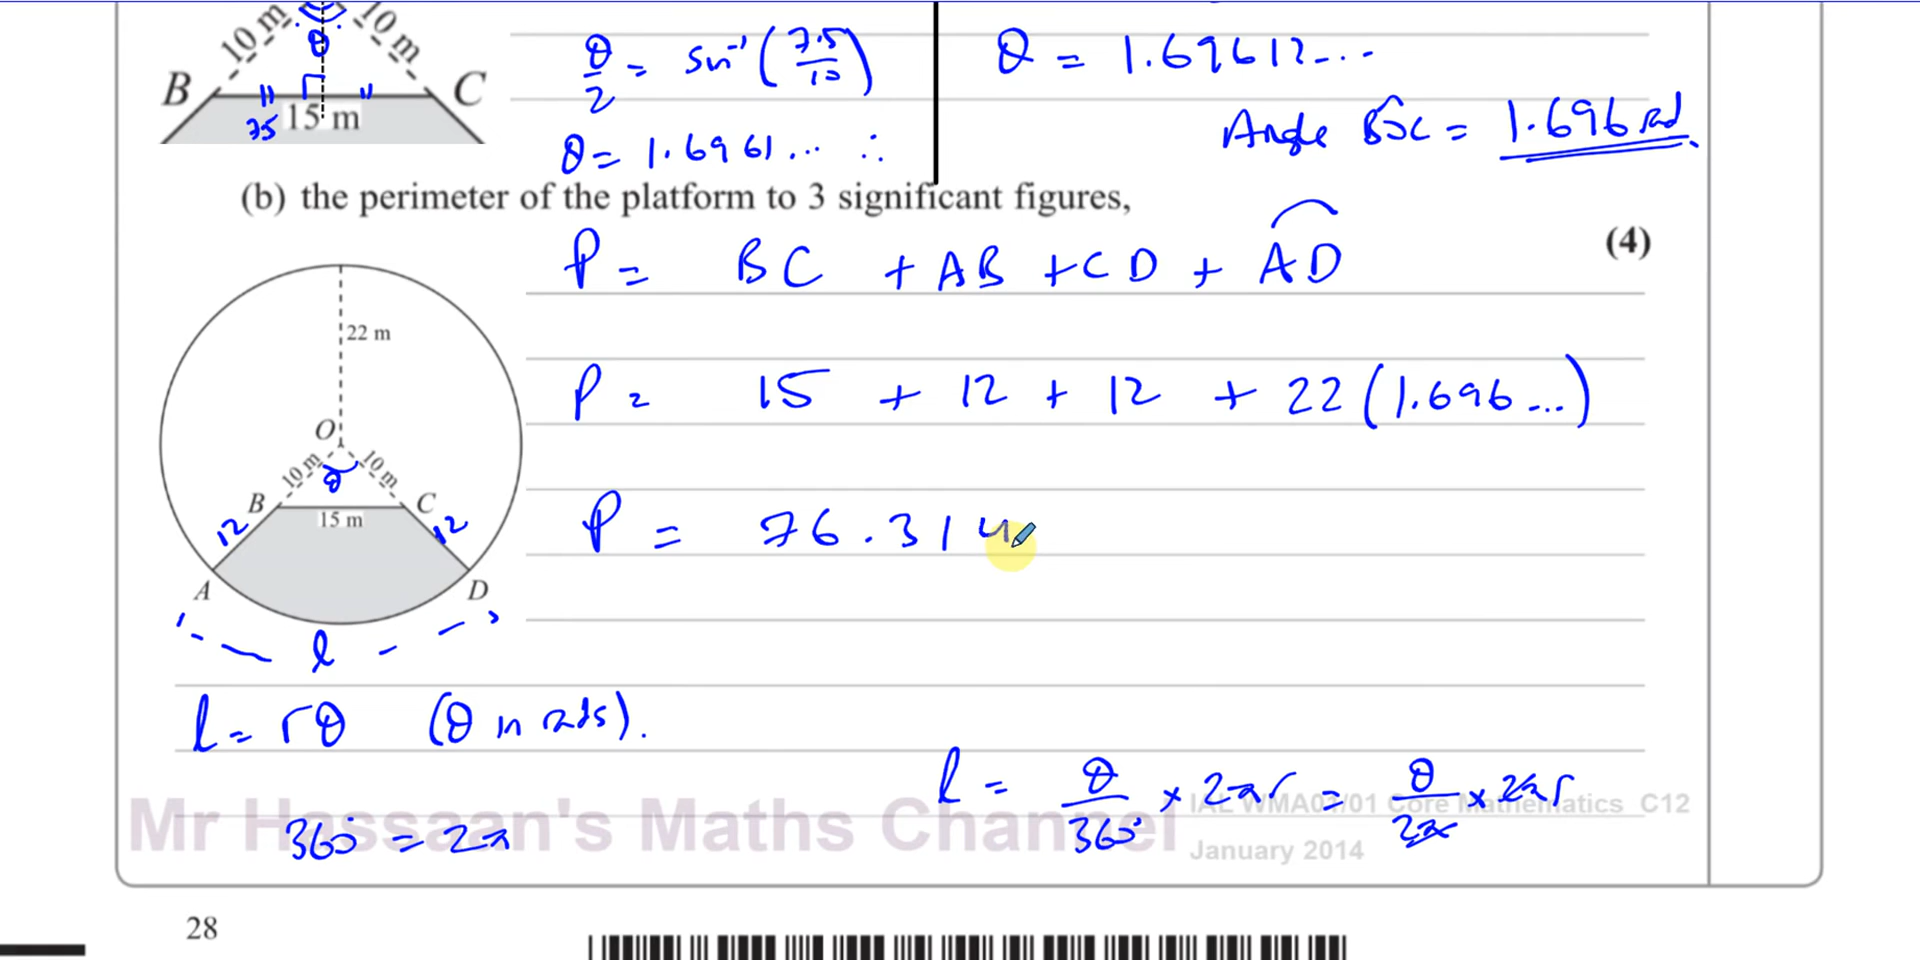 10 m 10 m
θ
B C
7.5 15 m
θ/2 = sin⁻¹ (7.5/10)
θ = 1.6961... ∴
θ = 1.69612...
Angle BOC = 1.696 rad
(b) the perimeter of the platform to 3 significant figures,
(4)
P = BC + AB + CD + AD
22 m
P = 15 + 12 + 12 + 22 (1.696...)
O
10 m 10 m
θ
B C
15 m
12 12
P = 76.314
A D
l
l = rθ (θ in rads).
l = θ/360° × 2πr = θ/2π × 2πr
360° = 2π
Mr Hassaan's Maths Channel
IAL WMA01/01 Core Mathematics C12
January 2014
28